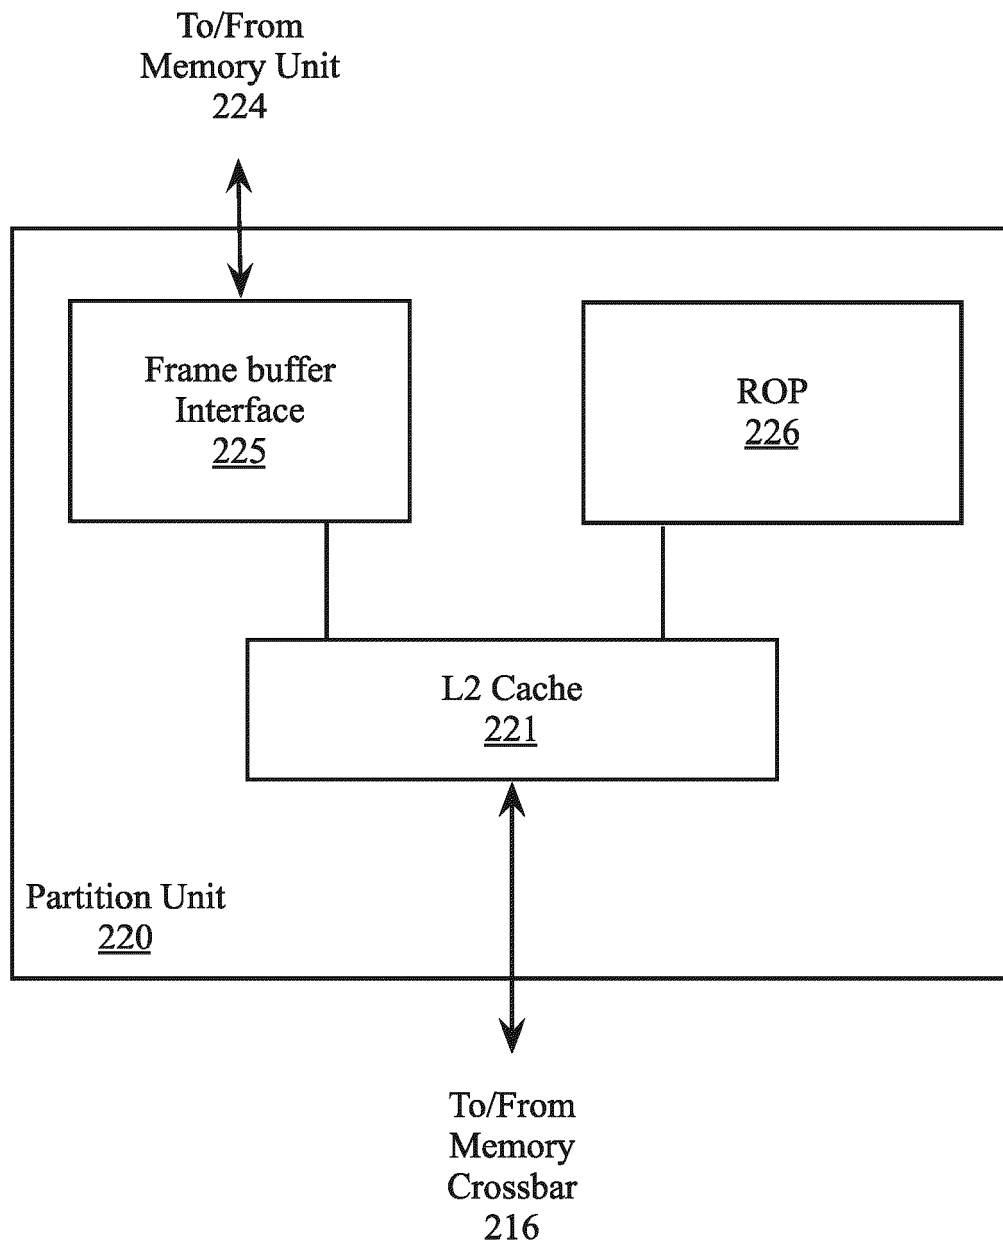 To/From
Memory Unit
224
Frame buffer
Interface
225
ROP
226
L2 Cache
221
Partition Unit
220
To/From
Memory
Crossbar
216